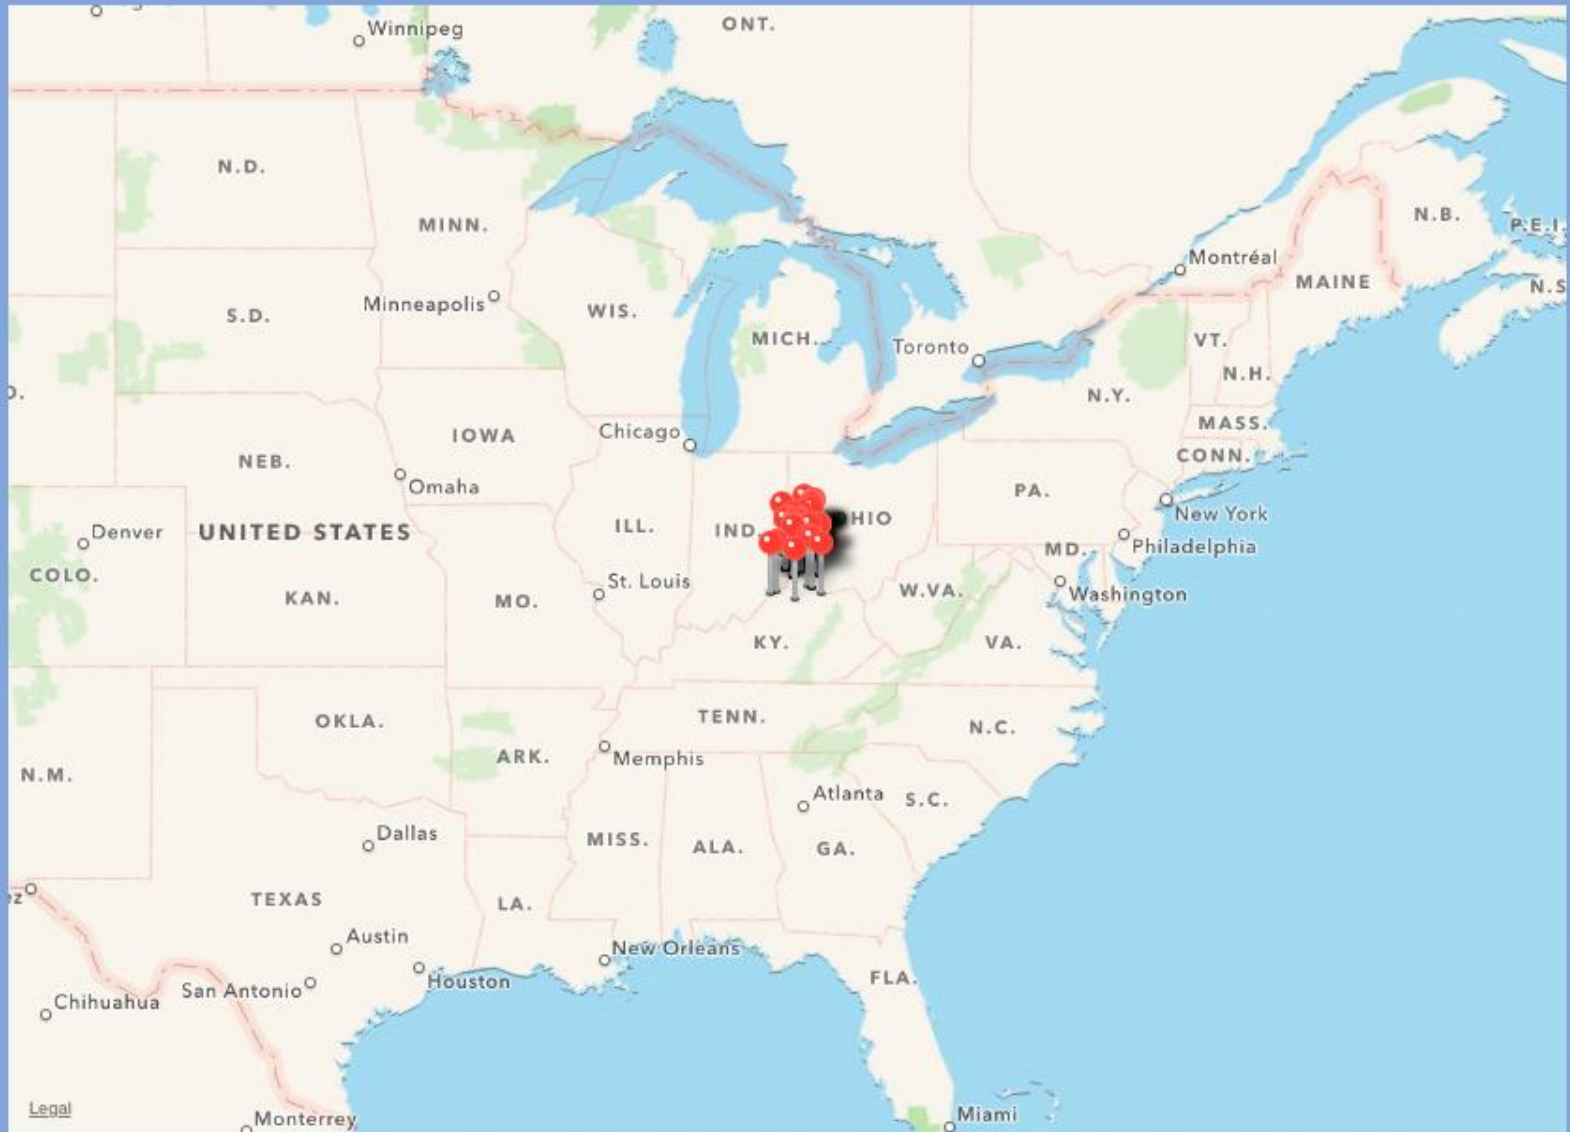 ONT.
Winnipeg
N.D.
MINN.
N.B.
P.E.I.
Montréal
MAINE
N.S
S.D.
Minneapolis
WIS.
MICH.
Toronto
VT.
N.H.
N.Y.
MASS.
IOWA
Chicago
CONN.
NEB.
Omaha
PA.
New York
Denver
UNITED STATES
ILL.
IND.
OHIO
Philadelphia
MD.
COLO.
St. Louis
W.VA.
Washington
KAN.
MO.
KY.
VA.
OKLA.
TENN.
N.C.
ARK.
Memphis
N.M.
Atlanta
S.C.
Dallas
MISS.
ALA.
GA.
TEXAS
LA.
Austin
New Orleans
San Antonio
Houston
FLA.
Chihuahua
Legal
Monterrey
Miami